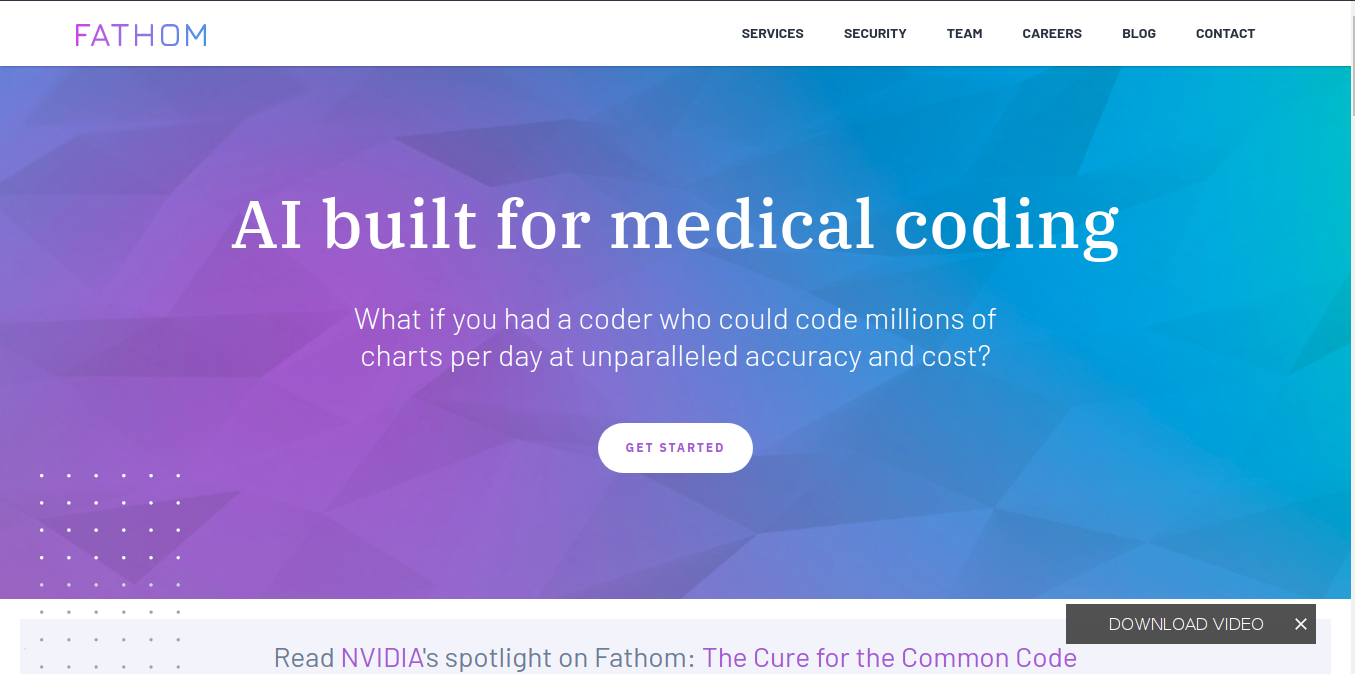 FATHOM
SERVICES
SECURITY
TEAM
CAREERS
BLOG
CONTACT
AI built for medical coding
What if you had a coder who could code millions of
charts per day at unparalleled accuracy and cost?
GET STARTED
DOWNLOAD VIDEO
Read NVIDIA's spotlight on Fathom: The Cure for the Common Code